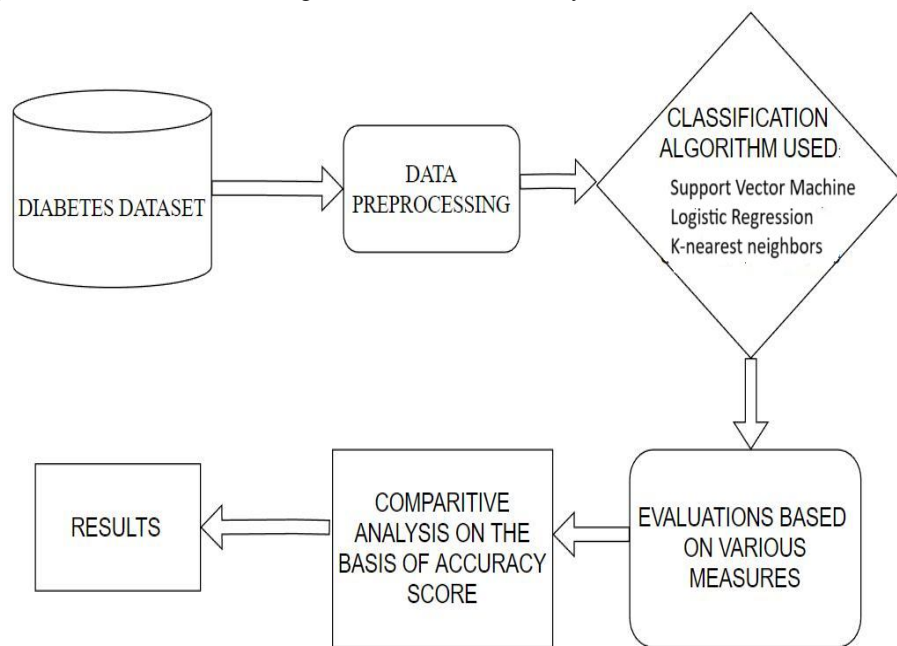 DIABETES DATASET
DATA
PREPROCESSING
CLASSIFICATION
ALGORITHM USED:
Support Vector Machine
Logistic Regression
K-nearest neighbors
EVALUATIONS BASED
ON VARIOUS
MEASURES
COMPARITIVE
ANALYSIS ON THE
BASIS OF ACCURACY
SCORE
RESULTS